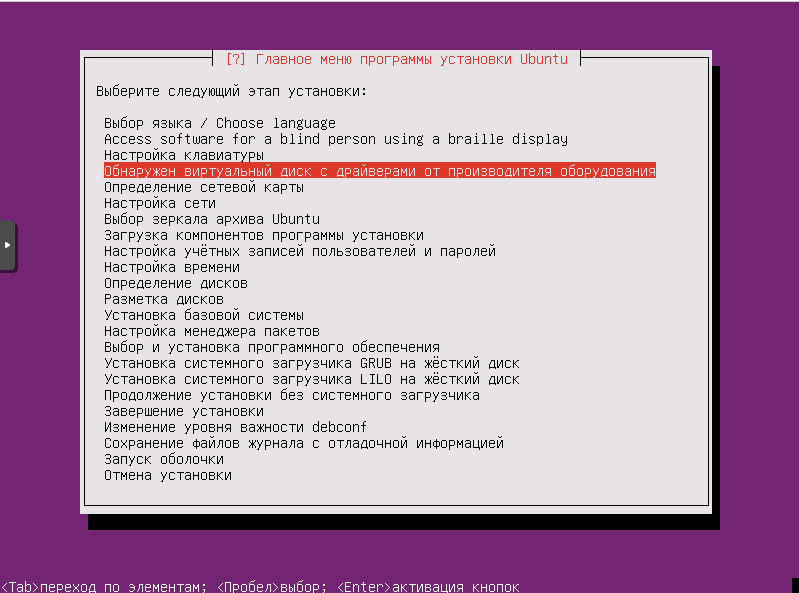 [?] Главное меню программы установки Ubuntu
Выберите следующий этап установки:
Выбор языка / Choose language
Access software for a blind person using a braille display
Настройка клавиатуры
Обнаружен виртуальный диск с драйверами от производителя оборудования
Определение сетевой карты
Настройка сети
Выбор зеркала архива Ubuntu
Загрузка компонентов программы установки
Настройка учётных записей пользователей и паролей
Настройка времени
Определение дисков
Разметка дисков
Установка базовой системы
Настройка менеджера пакетов
Выбор и установка программного обеспечения
Установка системного загрузчика GRUB на жёсткий диск
Установка системного загрузчика LILO на жёсткий диск
Продолжение установки без системного загрузчика
Завершение установки
Изменение уровня важности debconf
Сохранение файлов журнала с отладочной информацией
Запуск оболочки
Отмена установки
<Tab>переход по элементам; <Пробел>выбор; <Enter>активация кнопок